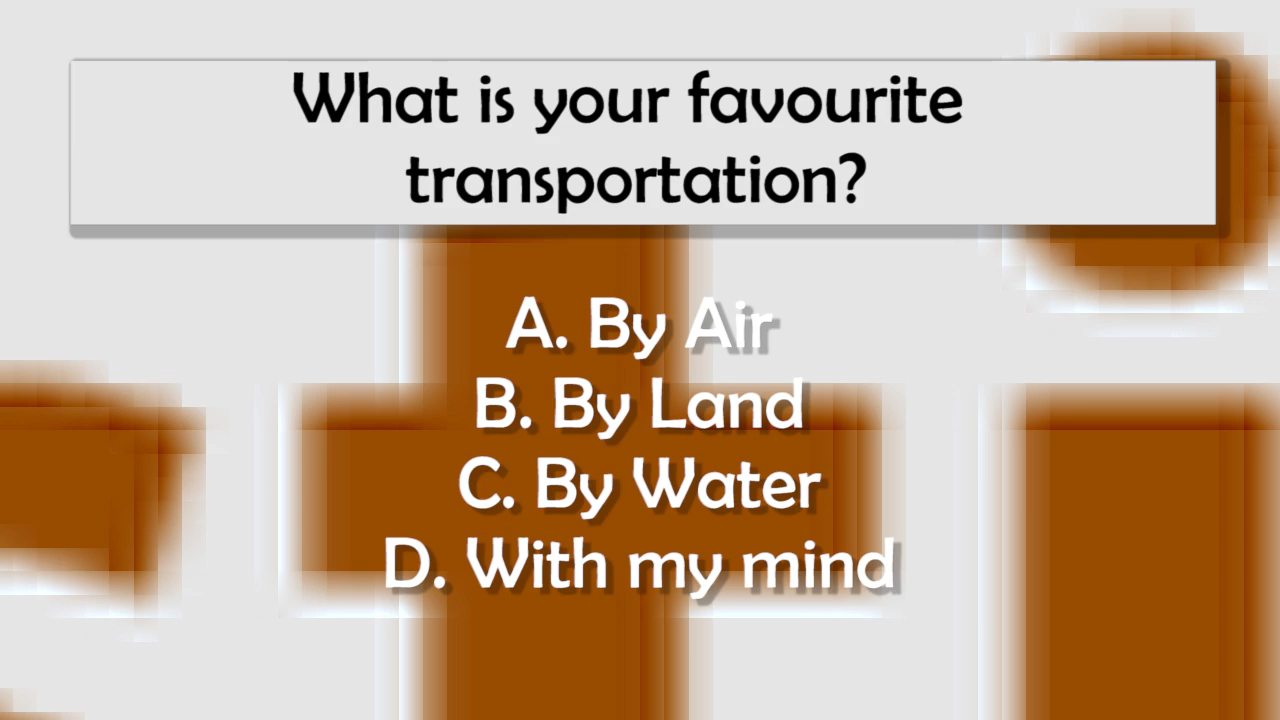 What is your favourite
transportation?
A. By Air
B. By Land
C. By Water
D. With my mind